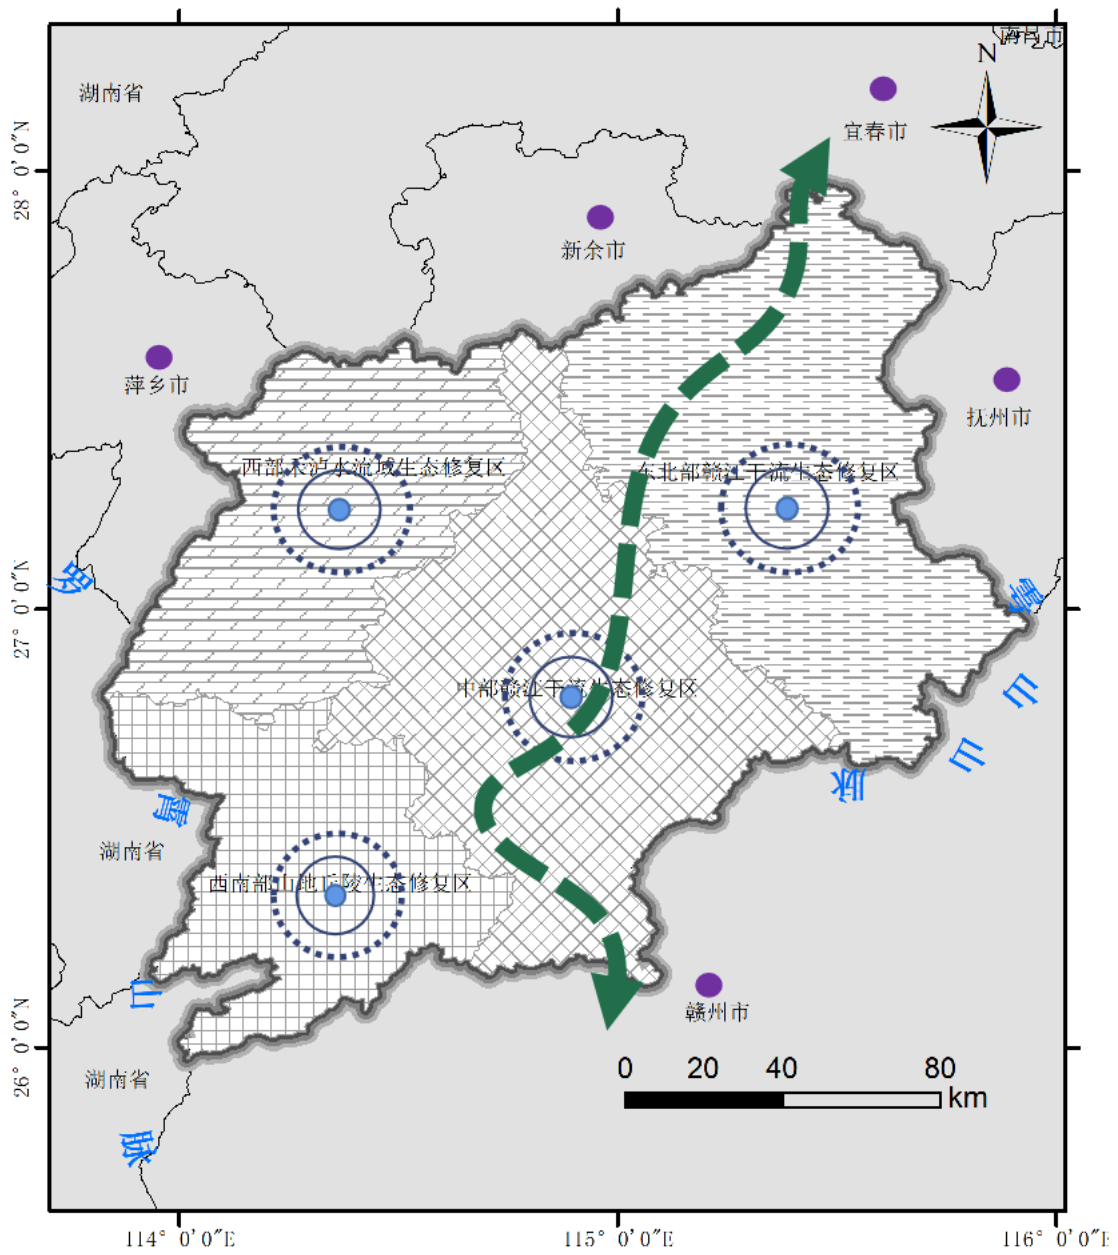 南昌市
湖南省
N
宜春市
28° 0'0"N
新余市
萍乡市
抚州市
西部禾泸水流域生态修复区
东北部赣江干流生态修复区
罗
雩
27° 0'0"N
中部赣江干流生态修复区
山
山
脉
霄
湖南省
西南部山地丘陵生态修复区
山
赣州市
26° 0'0"N
湖南省
0 20 40 80
km
脉
114° 0'0"E
115° 0'0"E
116° 0'0"E